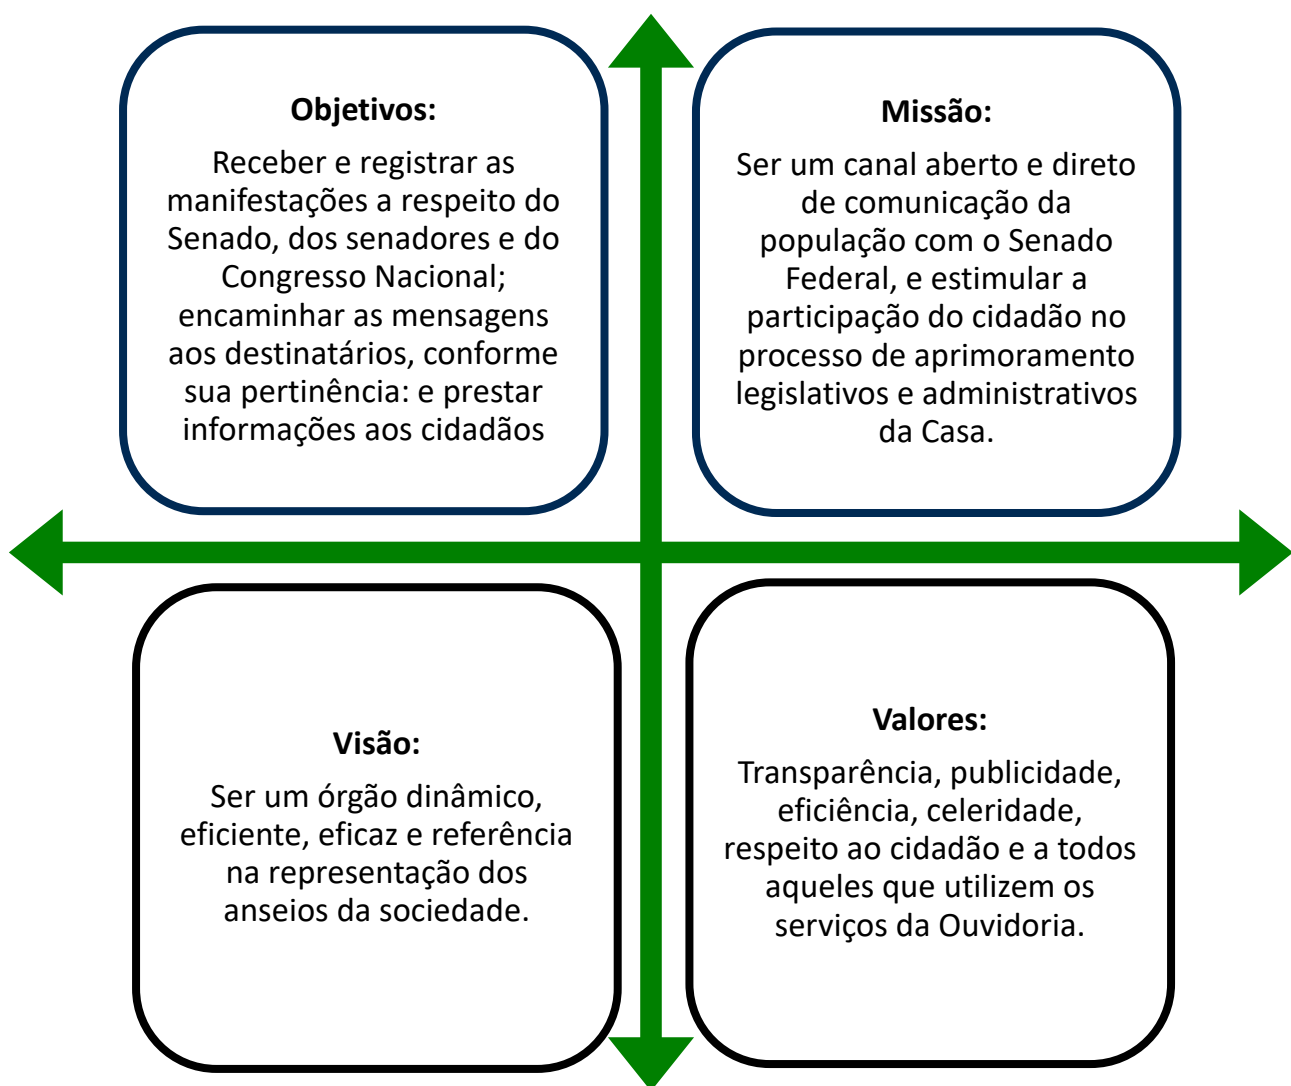 Objetivos:
Receber e registrar as
manifestações a respeito do
Senado, dos senadores e do
Congresso Nacional;
encaminhar as mensagens
aos destinatários, conforme
sua pertinência: e prestar
informações aos cidadãos
Missão:
Ser um canal aberto e direto
de comunicação da
população com o Senado
Federal, e estimular a
participação do cidadão no
processo de aprimoramento
legislativos e administrativos
da Casa.
Visão:
Ser um órgão dinâmico,
eficiente, eficaz e referência
na representação dos
anseios da sociedade.
Valores:
Transparência, publicidade,
eficiência, celeridade,
respeito ao cidadão e a todos
aqueles que utilizem os
serviços da Ouvidoria.